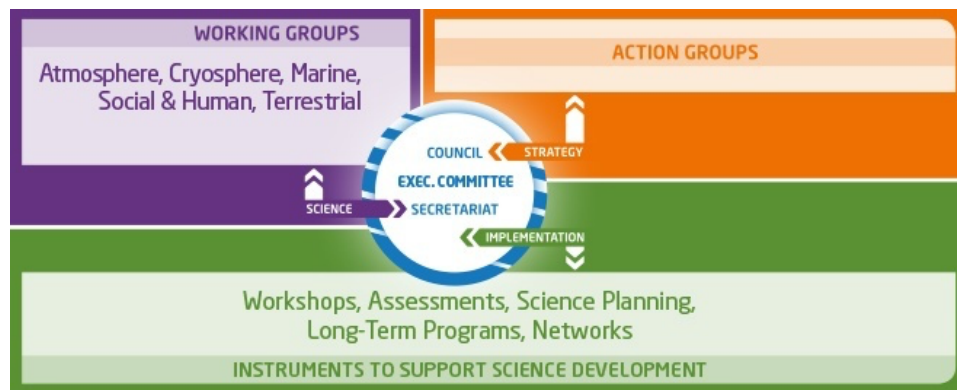 WORKING GROUPS
Atmosphere, Cryosphere, Marine,
Social & Human, Terrestrial
ACTION GROUPS
COUNCIL
STRATEGY
EXEC. COMMITTEE
SCIENCE
SECRETARIAT
IMPLEMENTATION
Workshops, Assessments, Science Planning,
Long-Term Programs, Networks
INSTRUMENTS TO SUPPORT SCIENCE DEVELOPMENT